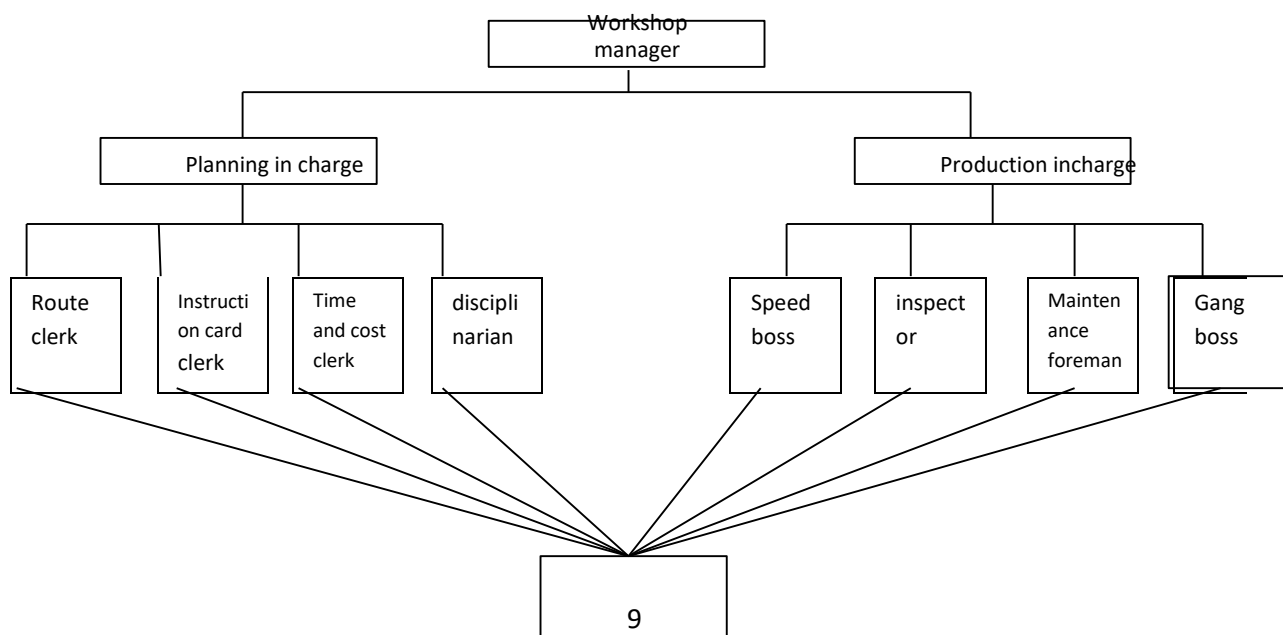 Workshop
manager
Planning in charge
Production incharge
Route
clerk
Instructi
on card
clerk
Time
and cost
clerk
discipli
narian
Speed
boss
inspect
or
Mainten
ance
foreman
Gang
boss
9